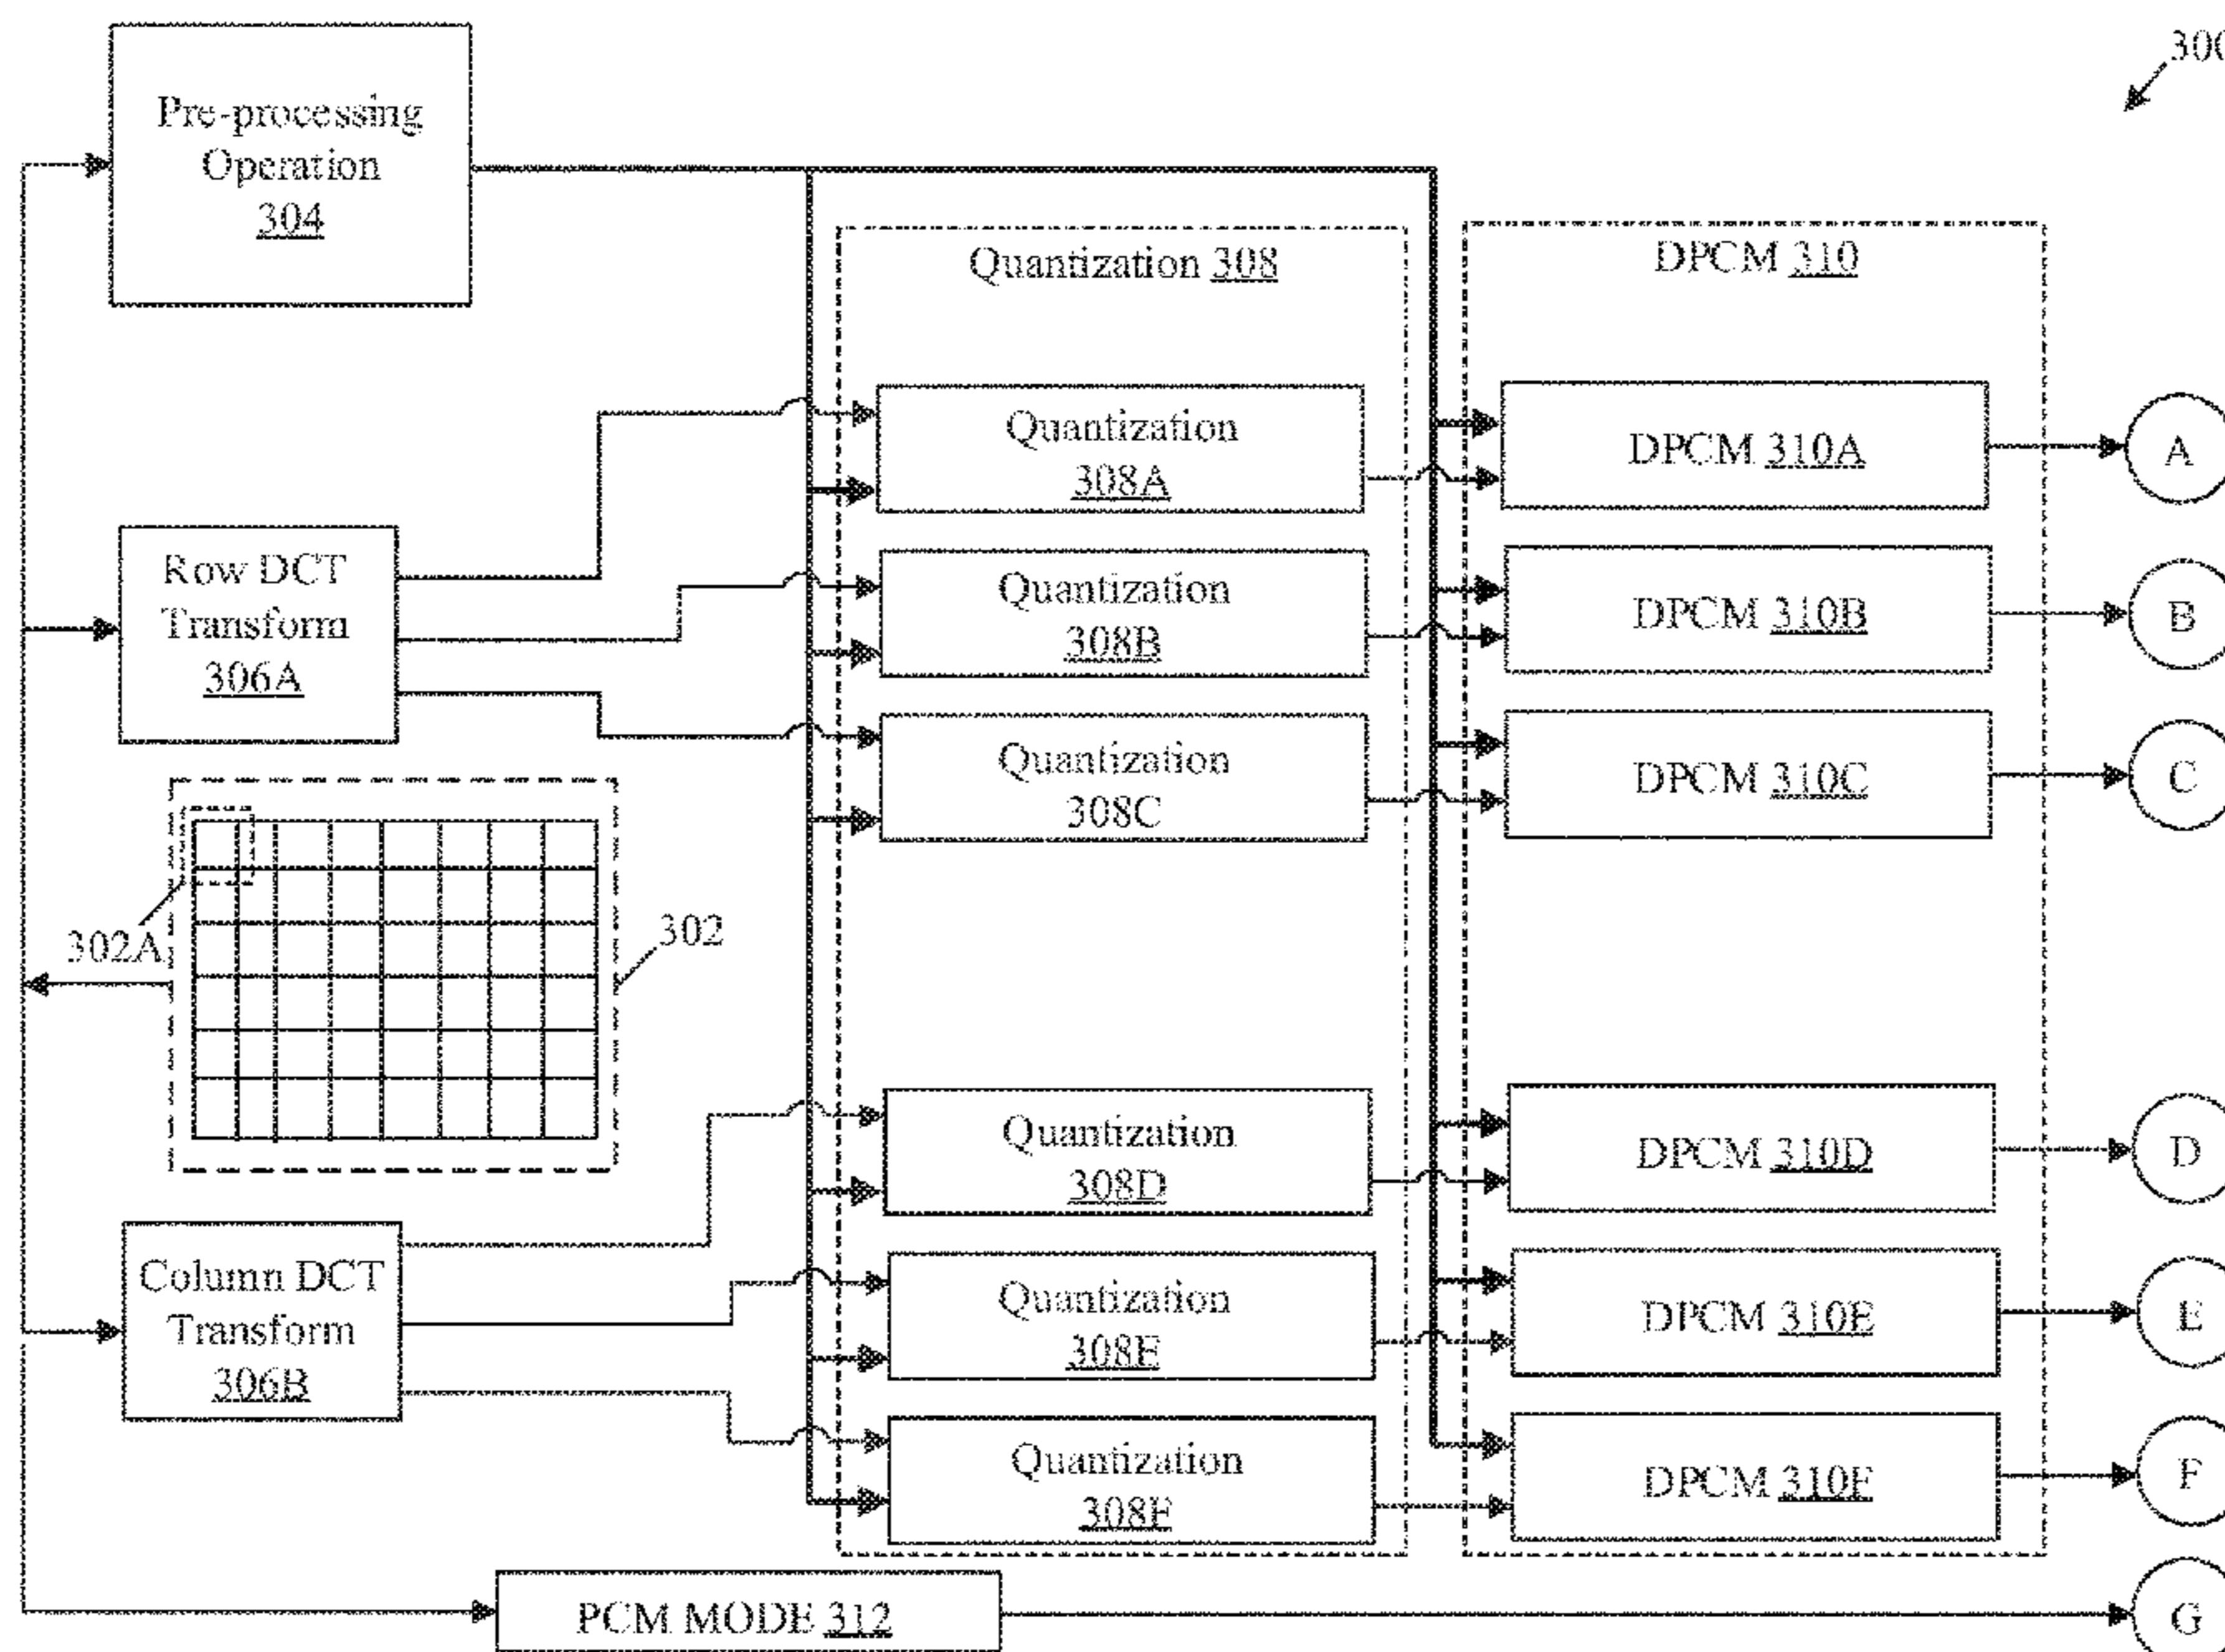 300
Pre-processing
Operation
304
Quantization 308
DPCM 310
Quantization
308A
DPCM 310A
A
Row DCT
Transform
306A
Quantization
308B
DPCM 310B
B
Quantization
308C
DPCM 310C
C
302A
302
Quantization
308D
DPCM 310D
D
Column DCT
Transform
306B
Quantization
308E
DPCM 310E
E
Quantization
308F
DPCM 310F
F
PCM MODE 312
G